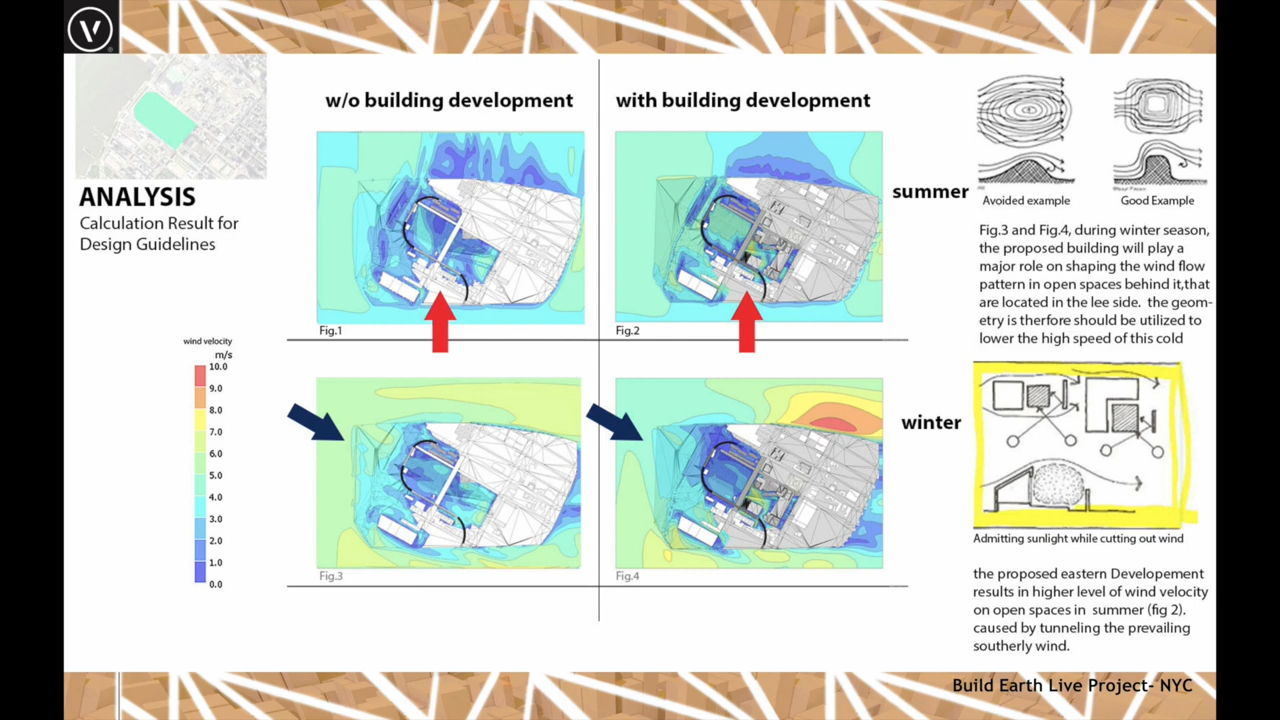 V
ANALYSIS
Calculation Result for
Design Guidelines
w/o building development
with building development
summer
winter
Fig.1
Fig.2
Fig.3
Fig.4
wind velocity
m/s
10.0
9.0
8.0
7.0
6.0
5.0
4.0
3.0
2.0
1.0
0.0
Avoided example
Good Example
Fig.3 and Fig.4, during winter season,
the proposed building will play a
major role on shaping the wind flow
pattern in open spaces behind it,that
are located in the lee side. the geom-
etry is therfore should be utilized to
lower the high speed of this cold
Admitting sunlight while cutting out wind
the proposed eastern Developement
results in higher level of wind velocity
on open spaces in summer (fig 2).
caused by tunneling the prevailing
southerly wind.
Build Earth Live Project- NYC